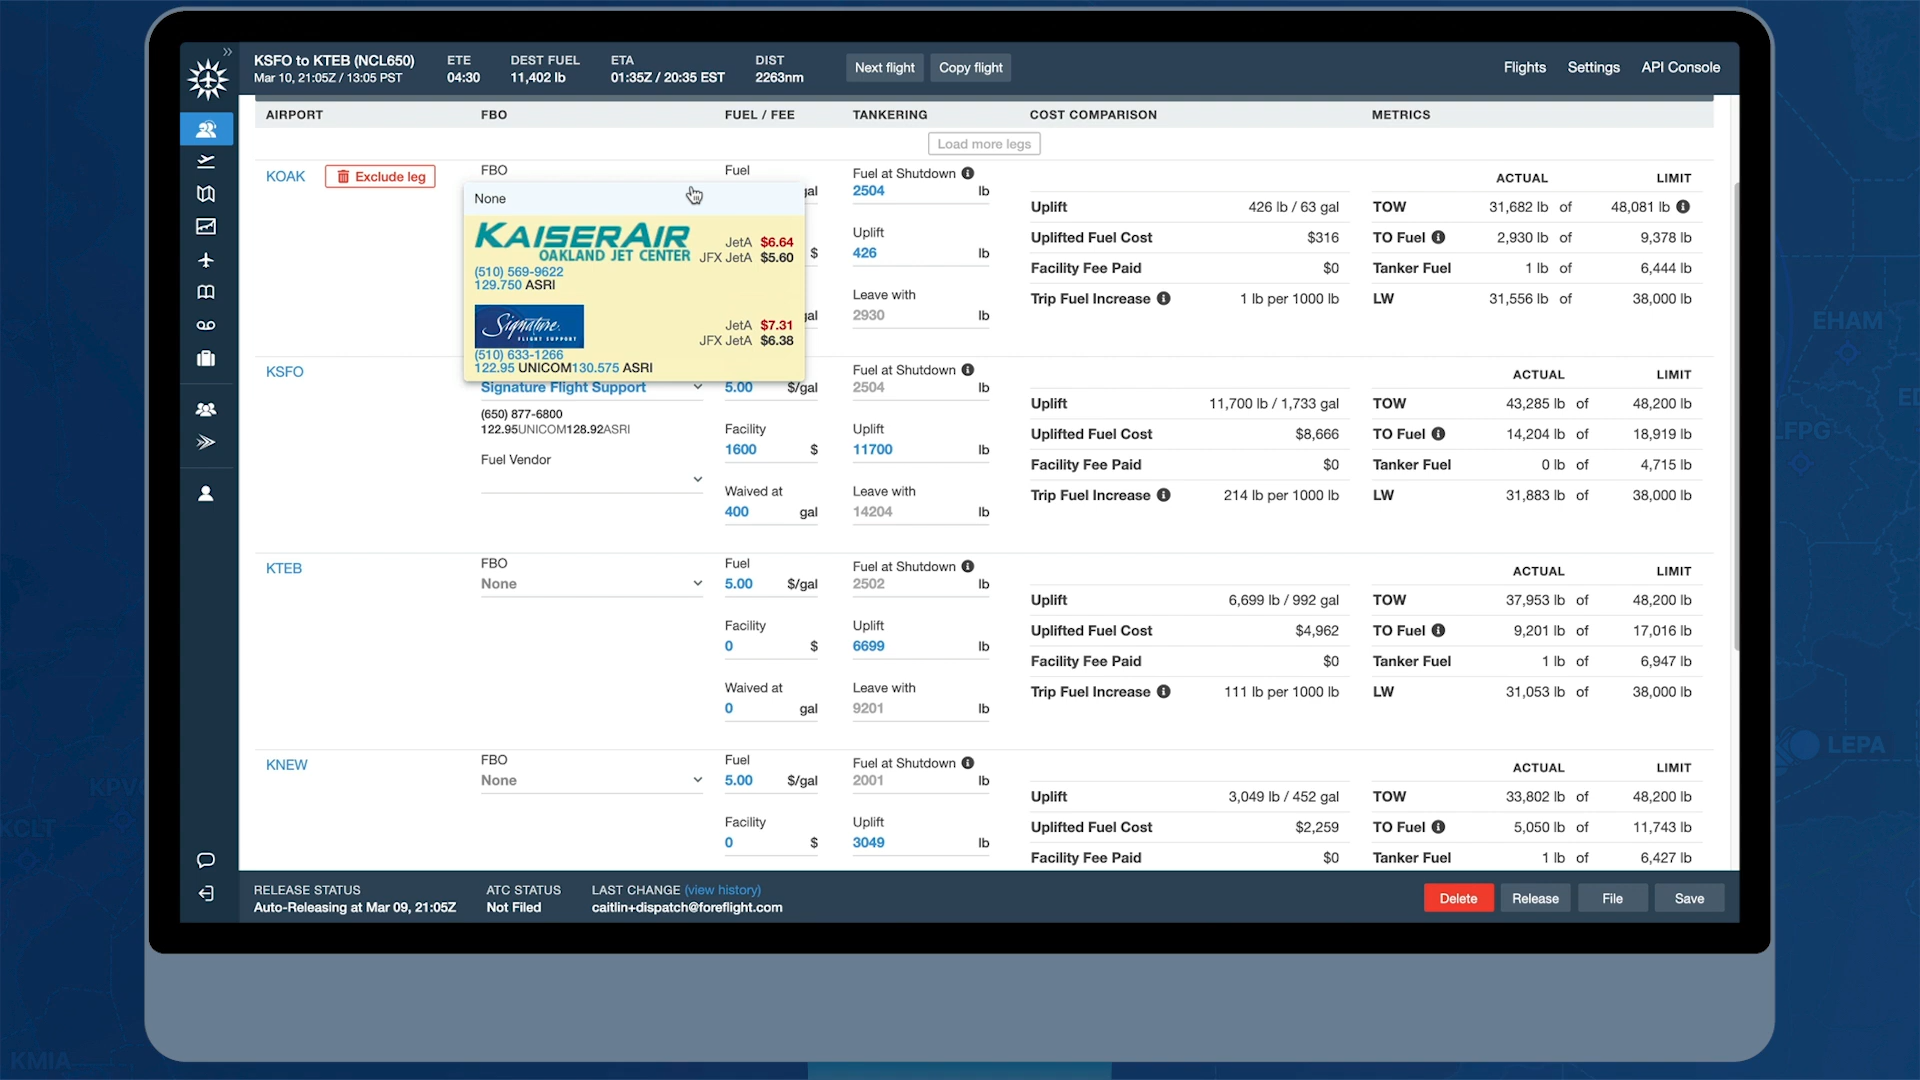 KSFO to KTEB (NCL650)
Mar 10, 21:05Z / 13:05 PST
ETE
04:30
DEST FUEL
11,402 lb
ETA
01:35Z / 20:35 EST
DIST
2263nm
Next flight
Copy flight
Flights
Settings
API Console
AIRPORT
FBO
FUEL / FEE
TANKERING
COST COMPARISON
METRICS
Load more legs
KOAK
Exclude leg
FBO
None
KAISERAIR
OAKLAND JET CENTER
JetA $6.64
JFX JetA $5.60
(510) 569-9622
129.750 ASRI
Signature.
FLIGHT SUPPORT
JetA $7.31
JFX JetA $6.38
(510) 633-1266
122.95 UNICOM130.575 ASRI
Fuel
gal
$
gal
Fuel at Shutdown
2504 lb
Uplift
426 lb
Leave with
2930 lb
Uplift 426 lb / 63 gal
Uplifted Fuel Cost $316
Facility Fee Paid $0
Trip Fuel Increase 1 lb per 1000 lb
ACTUAL LIMIT
TOW 31,682 lb of 48,081 lb
TO Fuel 2,930 lb of 9,378 lb
Tanker Fuel 1 lb of 6,444 lb
LW 31,556 lb of 38,000 lb
KSFO
Signature Flight Support
(650) 877-6800
122.95UNICOM128.92ASRI
Fuel Vendor
5.00 $/gal
Facility
1600 $
Waived at
400 gal
Fuel at Shutdown
2504 lb
Uplift
11700 lb
Leave with
14204 lb
Uplift 11,700 lb / 1,733 gal
Uplifted Fuel Cost $8,666
Facility Fee Paid $0
Trip Fuel Increase 214 lb per 1000 lb
ACTUAL LIMIT
TOW 43,285 lb of 48,200 lb
TO Fuel 14,204 lb of 18,919 lb
Tanker Fuel 0 lb of 4,715 lb
LW 31,883 lb of 38,000 lb
KTEB
FBO
None
Fuel
5.00 $/gal
Facility
0 $
Waived at
0 gal
Fuel at Shutdown
2502 lb
Uplift
6699 lb
Leave with
9201 lb
Uplift 6,699 lb / 992 gal
Uplifted Fuel Cost $4,962
Facility Fee Paid $0
Trip Fuel Increase 111 lb per 1000 lb
ACTUAL LIMIT
TOW 37,953 lb of 48,200 lb
TO Fuel 9,201 lb of 17,016 lb
Tanker Fuel 1 lb of 6,947 lb
LW 31,053 lb of 38,000 lb
KNEW
FBO
None
Fuel
5.00 $/gal
Facility
0 $
Fuel at Shutdown
2001 lb
Uplift
3049 lb
Uplift 3,049 lb / 452 gal
Uplifted Fuel Cost $2,259
Facility Fee Paid $0
ACTUAL LIMIT
TOW 33,802 lb of 48,200 lb
TO Fuel 5,050 lb of 11,743 lb
Tanker Fuel 1 lb of 6,427 lb
RELEASE STATUS
Auto-Releasing at Mar 09, 21:05Z
ATC STATUS
Not Filed
LAST CHANGE (view history)
caitlin+dispatch@foreflight.com
Delete
Release
File
Save
EHAM
LFPG
LEPA
KCLT
KMIA